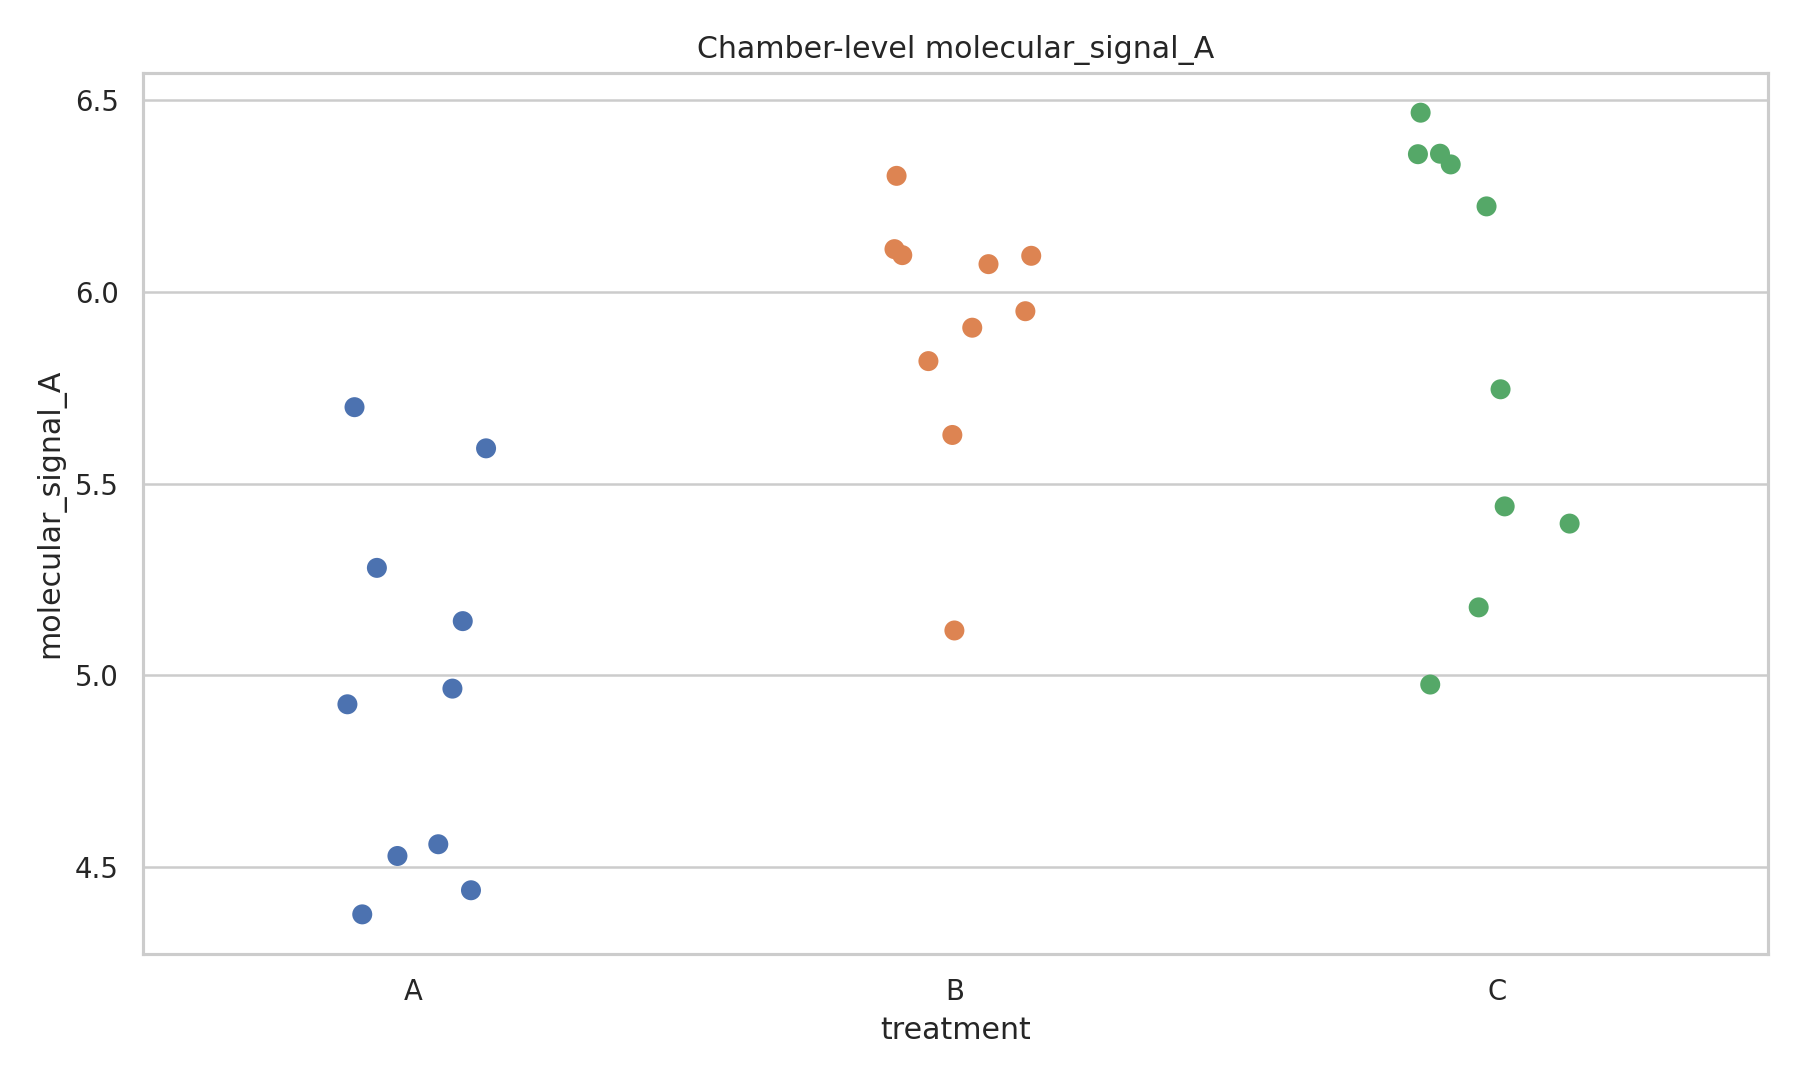 Chamber-level molecular_signal_A
molecular_signal_A
6.5
6.0
5.5
5.0
4.5
A
B
C
treatment